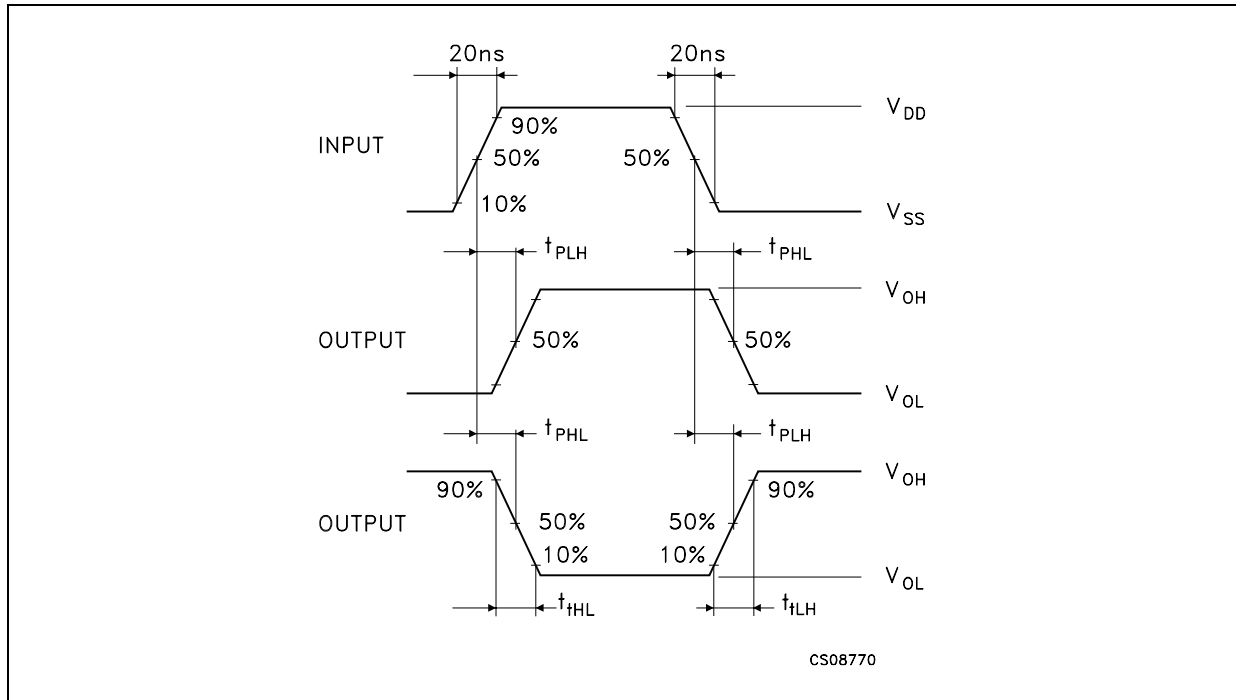 20ns 20ns
V_DD
90%
INPUT
50% 50%
10%
V_SS
t_PLH t_PHL
V_OH
OUTPUT 50% 50%
V_OL
t_PHL t_PLH
V_OH
90% 90%
OUTPUT 50% 50%
10% 10%
V_OL
t_tHL t_tLH
CS08770